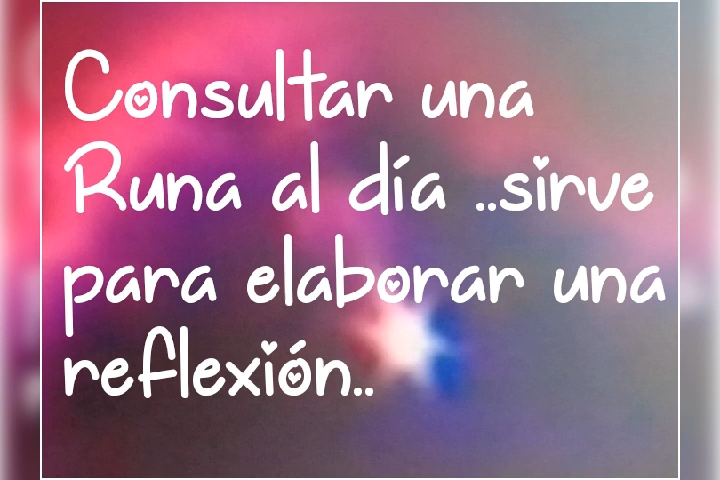 Consultar una
Runa al día ..sirve
para elaborar una
reflexión..